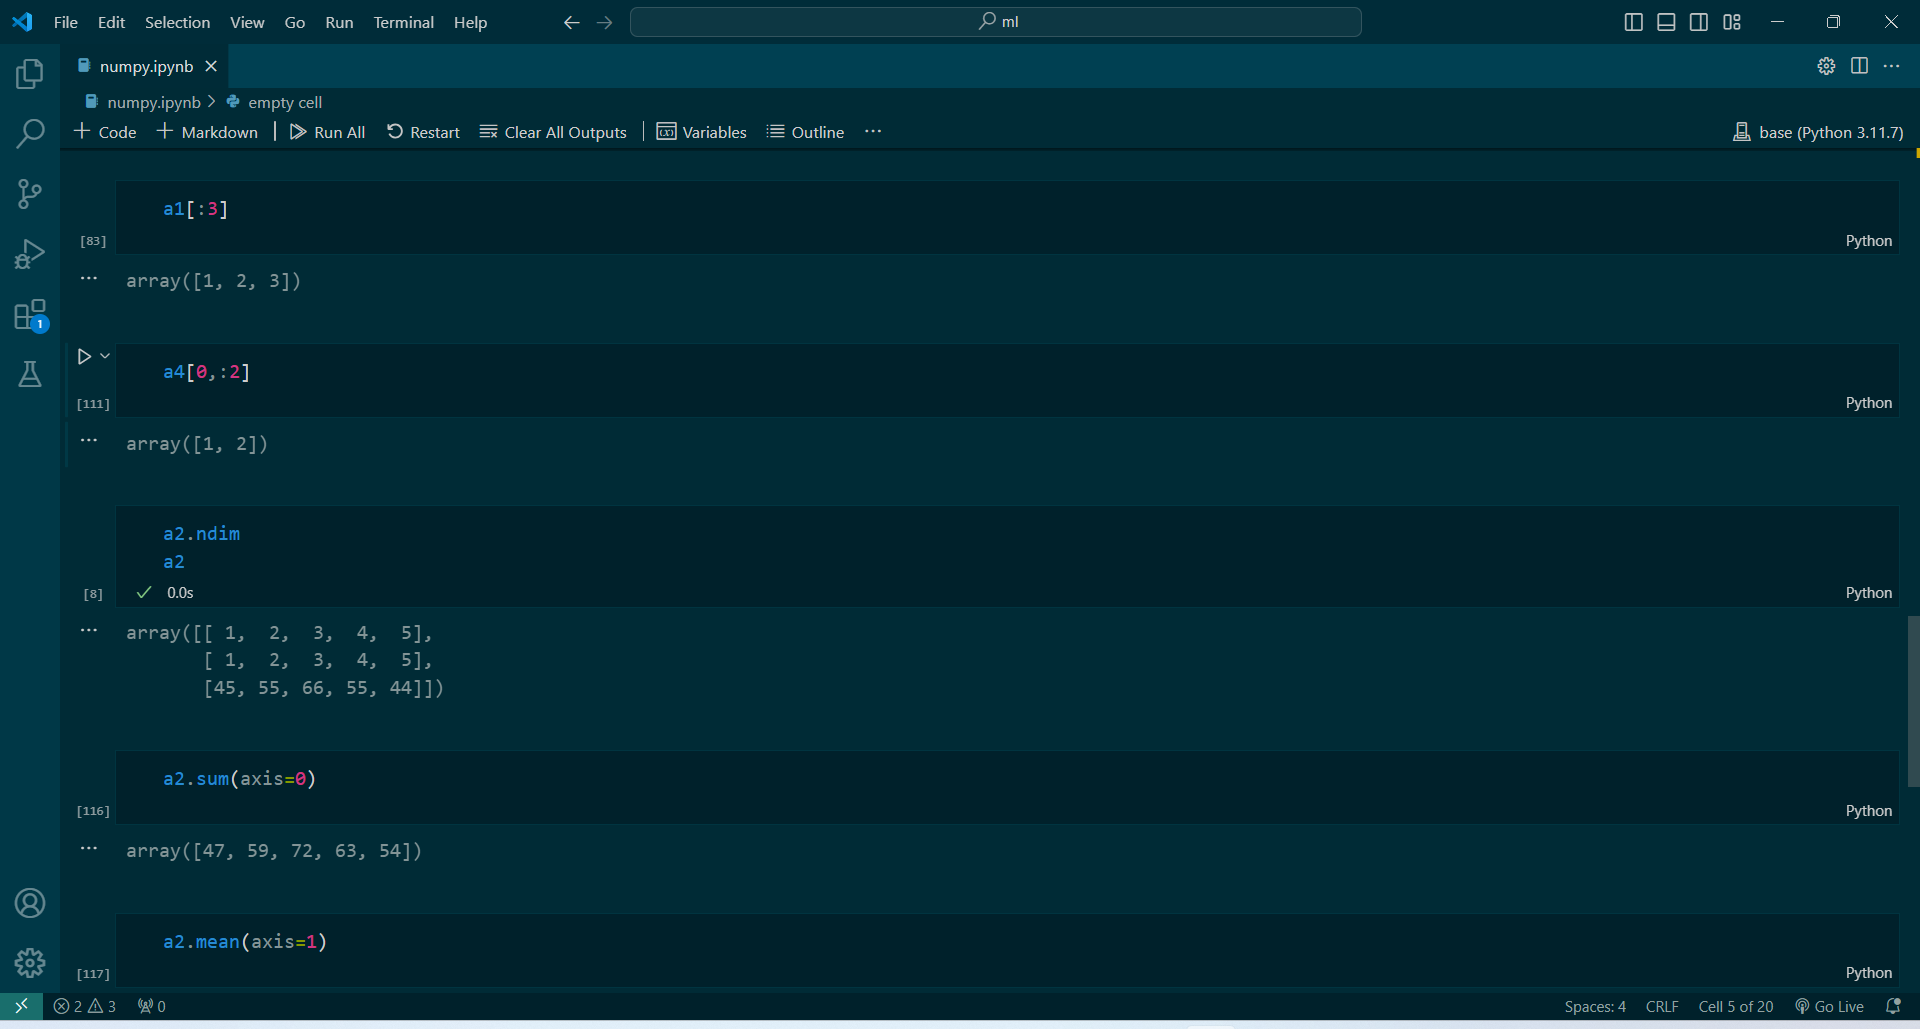 File Edit Selection View Go Run Terminal Help ml
numpy.ipynb
numpy.ipynb > empty cell
+ Code + Markdown Run All Restart Clear All Outputs Variables Outline ... base (Python 3.11.7)
a1[:3]
[83] Python
... array([1, 2, 3])
a4[0,:2]
[111] Python
... array([1, 2])
a2.ndim
a2
[8] 0.0s Python
... array([[ 1, 2, 3, 4, 5],
[ 1, 2, 3, 4, 5],
[45, 55, 66, 55, 44]])
1
a2.sum(axis=0)
[116] Python
... array([47, 59, 72, 63, 54])
a2.mean(axis=1)
[117] Python
2 3 0 Spaces: 4 CRLF Cell 5 of 20 Go Live